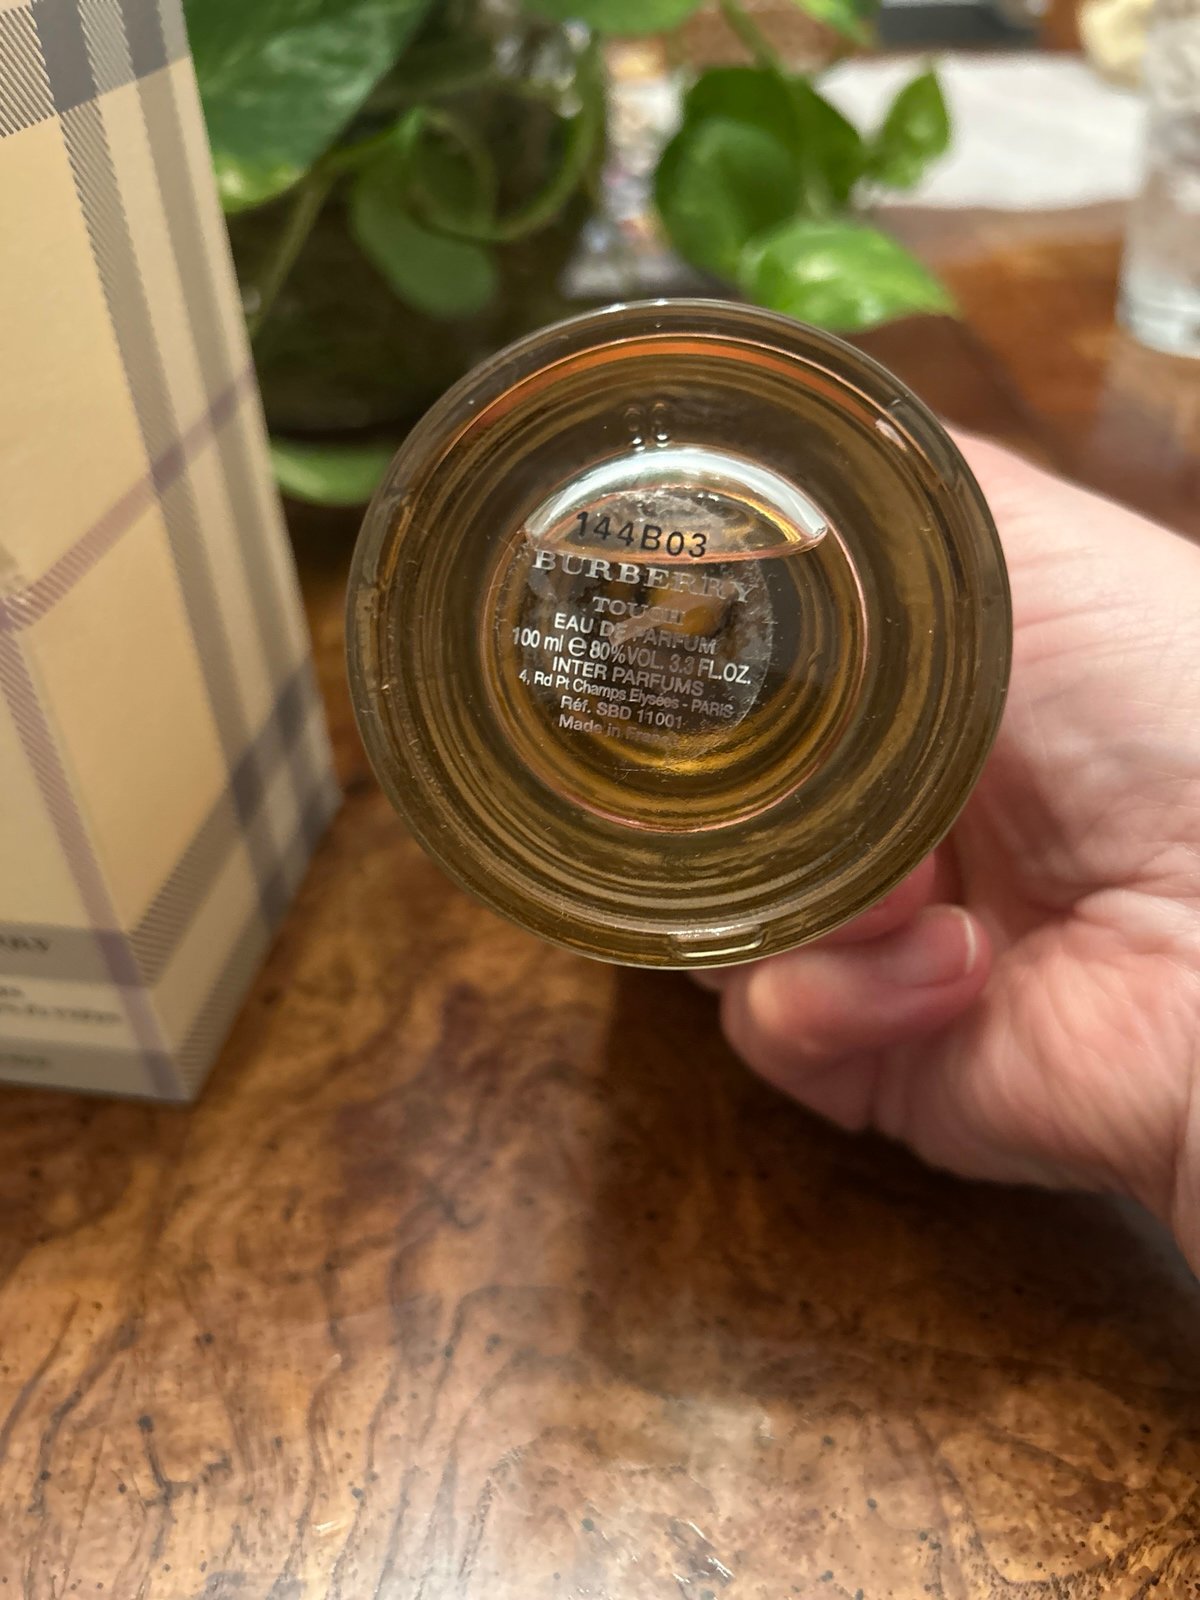 144B03
BURBERRY
TOUCH
EAU DE PARFUM
100 ml ℮ 80%VOL. 3.3 FL.OZ.
INTER PARFUMS
4, Rd Pt Champs Elysées - PARIS
Réf. SBD 11001
Made in France